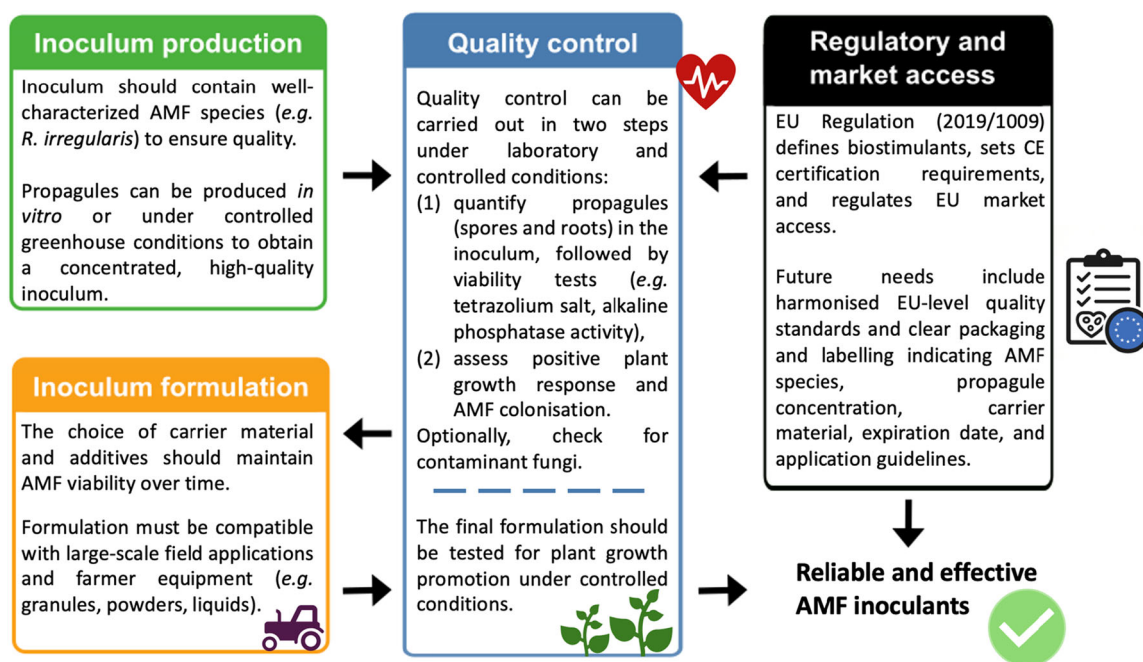 Inoculum production
Inoculum should contain well-
characterized AMF species (e.g.
R. irregularis) to ensure quality.
Propagules can be produced in
vitro or under controlled
greenhouse conditions to obtain
a concentrated, high-quality
inoculum.
Inoculum formulation
The choice of carrier material
and additives should maintain
AMF viability over time.
Formulation must be compatible
with large-scale field applications
and farmer equipment (e.g.
granules, powders, liquids).
Quality control
Quality control can be
carried out in two steps
under laboratory and
controlled conditions:
(1) quantify propagules
(spores and roots) in the
inoculum, followed by
viability tests (e.g.
tetrazolium salt, alkaline
phosphatase activity),
(2) assess positive plant
growth response and
AMF colonisation.
Optionally, check for
contaminant fungi.
The final formulation should
be tested for plant growth
promotion under controlled
conditions.
Regulatory and
market access
EU Regulation (2019/1009)
defines biostimulants, sets CE
certification requirements,
and regulates EU market
access.
Future needs include
harmonised EU-level quality
standards and clear packaging
and labelling indicating AMF
species, propagule
concentration, carrier
material, expiration date, and
application guidelines.
Reliable and effective
AMF inoculants